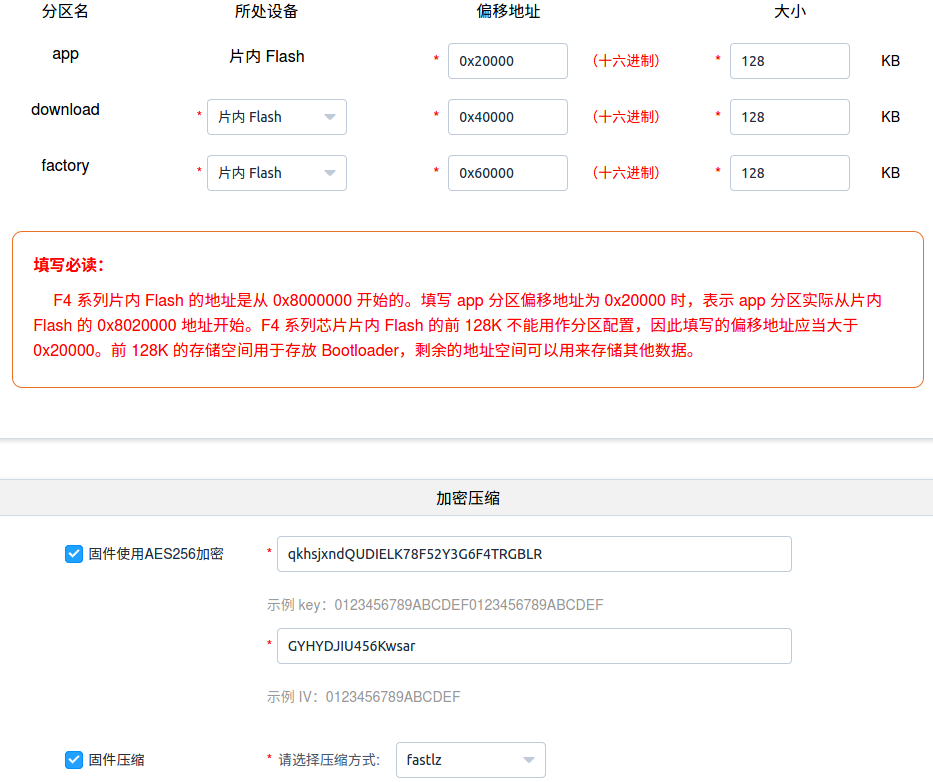 分区名 所处设备 偏移地址 大小
app 片内 Flash * 0x20000 （十六进制） * 128 KB
download * 片内 Flash * 0x40000 （十六进制） * 128 KB
factory * 片内 Flash * 0x60000 （十六进制） * 128 KB
填写必读：
F4 系列片内 Flash 的地址是从 0x8000000 开始的。填写 app 分区偏移地址为 0x20000 时，表示 app 分区实际从片内
Flash 的 0x8020000 地址开始。F4 系列芯片片内 Flash 的前 128K 不能用作分区配置，因此填写的偏移地址应当大于
0x20000。前 128K 的存储空间用于存放 Bootloader，剩余的地址空间可以用来存储其他数据。
加密压缩
固件使用AES256加密 * qkhsjxndQUDIELK78F52Y3G6F4TRGBLR
示例 key：0123456789ABCDEF0123456789ABCDEF
* GYHYDJIU456Kwsar
示例 IV：0123456789ABCDEF
固件压缩 * 请选择压缩方式： fastlz